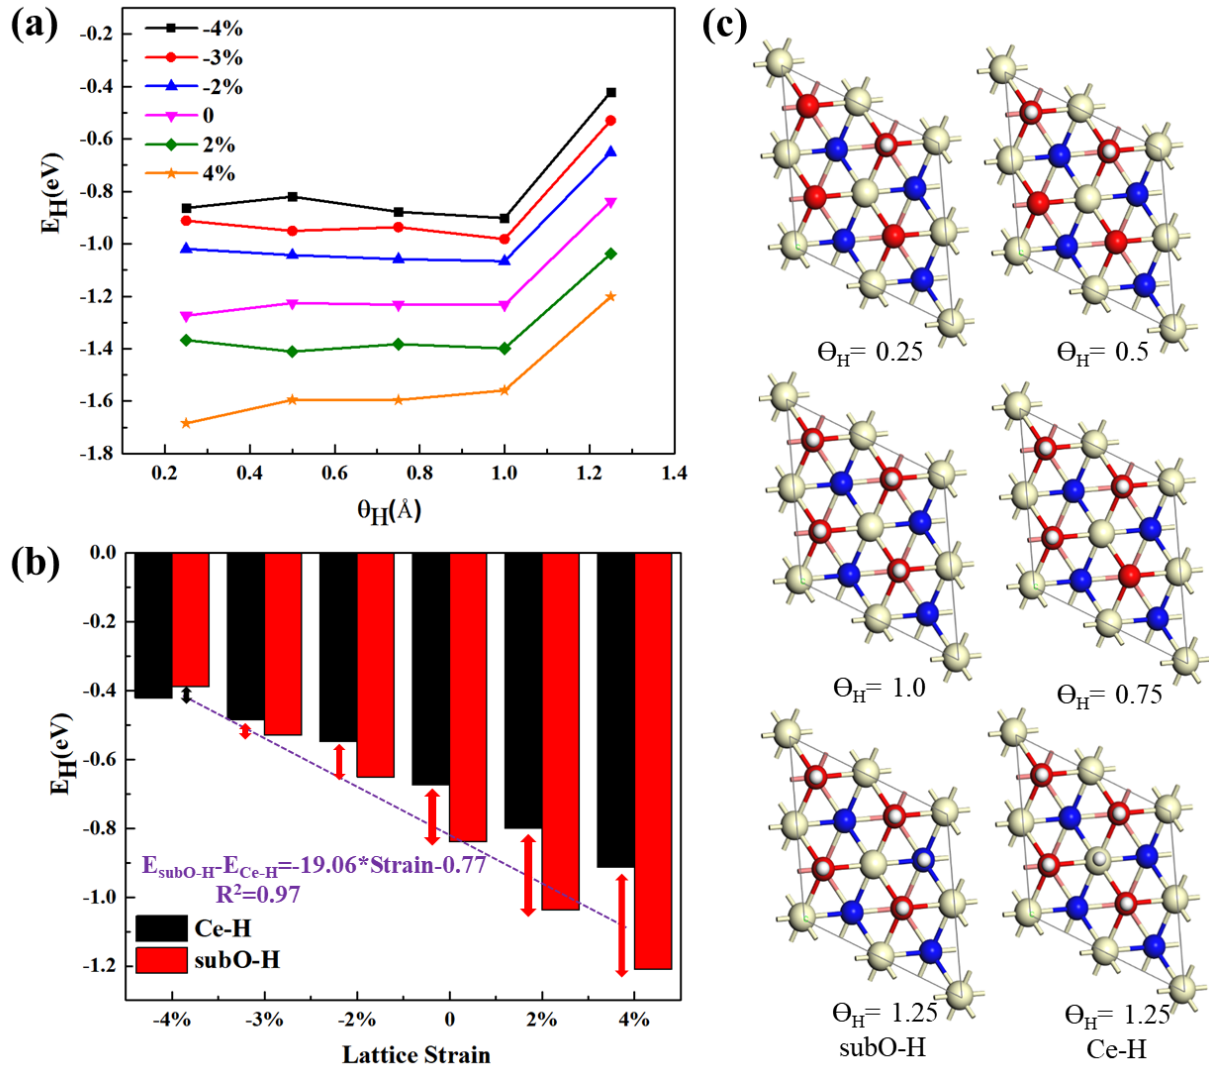 (a)
-4%
-3%
-2%
0
2%
4%
-0.2
-0.4
-0.6
-0.8
-1.0
-1.2
-1.4
-1.6
-1.8
E_H(eV)
0.2 0.4 0.6 0.8 1.0 1.2 1.4
θ_H(Å)
(b)
0.0
-0.2
-0.4
-0.6
-0.8
-1.0
-1.2
E_H(eV)
E_subO-H-E_Ce-H=-19.06*Strain-0.77
R²=0.97
Ce-H
subO-H
-4% -3% -2% 0 2% 4%
Lattice Strain
(c)
ϴ_H= 0.25
ϴ_H= 0.5
ϴ_H= 1.0
ϴ_H= 0.75
ϴ_H= 1.25
subO-H
ϴ_H= 1.25
Ce-H